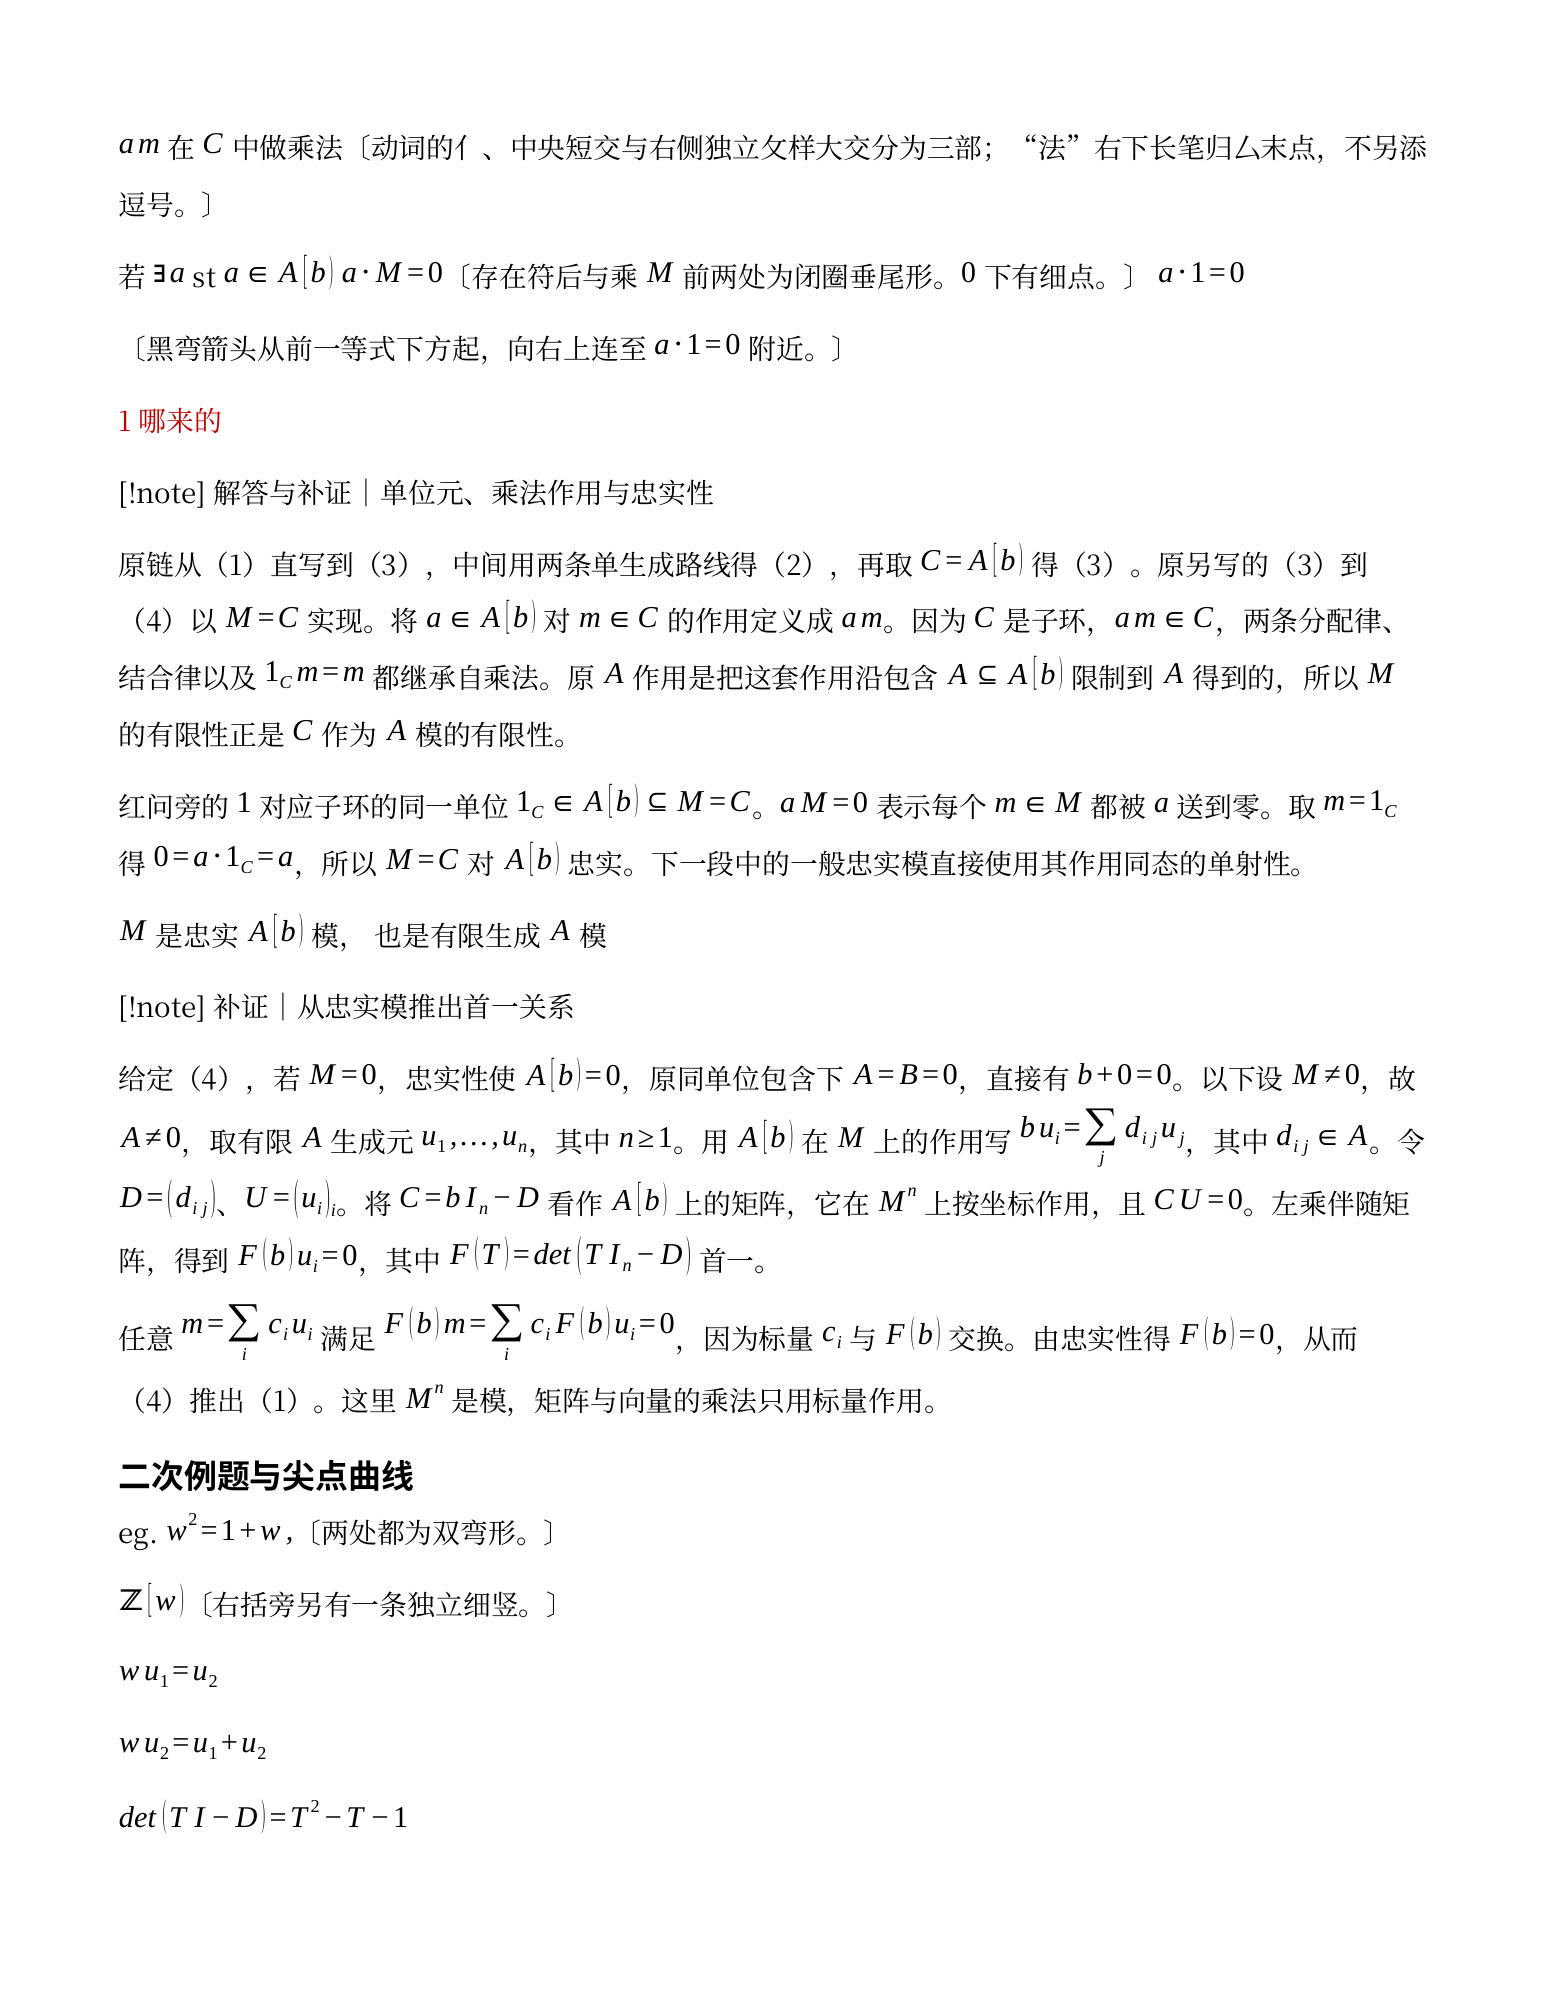 am 在 C 中做乘法〔动词的亻、中央短交与右侧独立攵样大交分为三部；“法”右下长笔归厶末点，不另添
逗号。〕
若 ∃a st a ∈ A[b) a·M=0〔存在符后与乘 M 前两处为闭圈垂尾形。0 下有细点。〕 a·1=0
〔黑弯箭头从前一等式下方起，向右上连至 a·1=0 附近。〕
1 哪来的
[!note] 解答与补证｜单位元、乘法作用与忠实性
原链从（1）直写到（3），中间用两条单生成路线得（2），再取 C=A[b) 得（3）。原另写的（3）到
（4）以 M=C 实现。将 a ∈ A[b) 对 m ∈ C 的作用定义成 am。因为 C 是子环，am ∈ C，两条分配律、
结合律以及 1_C m=m 都继承自乘法。原 A 作用是把这套作用沿包含 A ⊆ A[b) 限制到 A 得到的，所以 M
的有限性正是 C 作为 A 模的有限性。
红问旁的 1 对应子环的同一单位 1_C ∈ A[b) ⊆ M=C。aM=0 表示每个 m ∈ M 都被 a 送到零。取 m=1_C
得 0=a·1_C=a，所以 M=C 对 A[b) 忠实。下一段中的一般忠实模直接使用其作用同态的单射性。
M 是忠实 A[b) 模， 也是有限生成 A 模
[!note] 补证｜从忠实模推出首一关系
给定（4），若 M=0，忠实性使 A[b)=0，原同单位包含下 A=B=0，直接有 b+0=0。以下设 M≠0，故
A≠0，取有限 A 生成元 u_1,…,u_n，其中 n≥1。用 A[b) 在 M 上的作用写 bu_i=∑_j d_{ij}u_j，其中 d_{ij} ∈ A。令
D=(d_{ij})、U=(u_i)_i。将 C=bI_n−D 看作 A[b) 上的矩阵，它在 M^n 上按坐标作用，且 CU=0。左乘伴随矩
阵，得到 F(b)u_i=0，其中 F(T)=det(TI_n−D) 首一。
任意 m=∑_i c_i u_i 满足 F(b)m=∑_i c_i F(b)u_i=0，因为标量 c_i 与 F(b) 交换。由忠实性得 F(b)=0，从而
（4）推出（1）。这里 M^n 是模，矩阵与向量的乘法只用标量作用。
二次例题与尖点曲线
eg. w^2=1+w,〔两处都为双弯形。〕
ℤ[w)〔右括旁另有一条独立细竖。〕
wu_1=u_2
wu_2=u_1+u_2
det(TI−D)=T^2−T−1